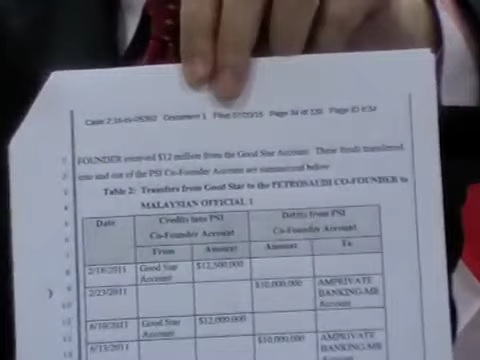 Case 2:16-cv-05362 Document 1 Filed 07/20/16 Page 34 of 136 Page ID #:34
FOUNDER received $12 million from the Good Star Account. These funds transferred
into and out of the PSI Co-Founder Account are summarized below
Table 2: Transfers from Good Star to the PETROSAUDI CO-FOUNDER to
MALAYSIAN OFFICIAL 1
Date Credits into PSI Debits from PSI
Co-Founder Account Co-Founder Account
From Amount Amount To
2/18/2011 Good Star Account $12,500,000
2/23/2011 $10,000,000 AMPRIVATE BANKING-MR Account
6/10/2011 Good Star Account $12,000,000
6/13/2011 $10,000,000 AMPRIVATE BANKING-MR